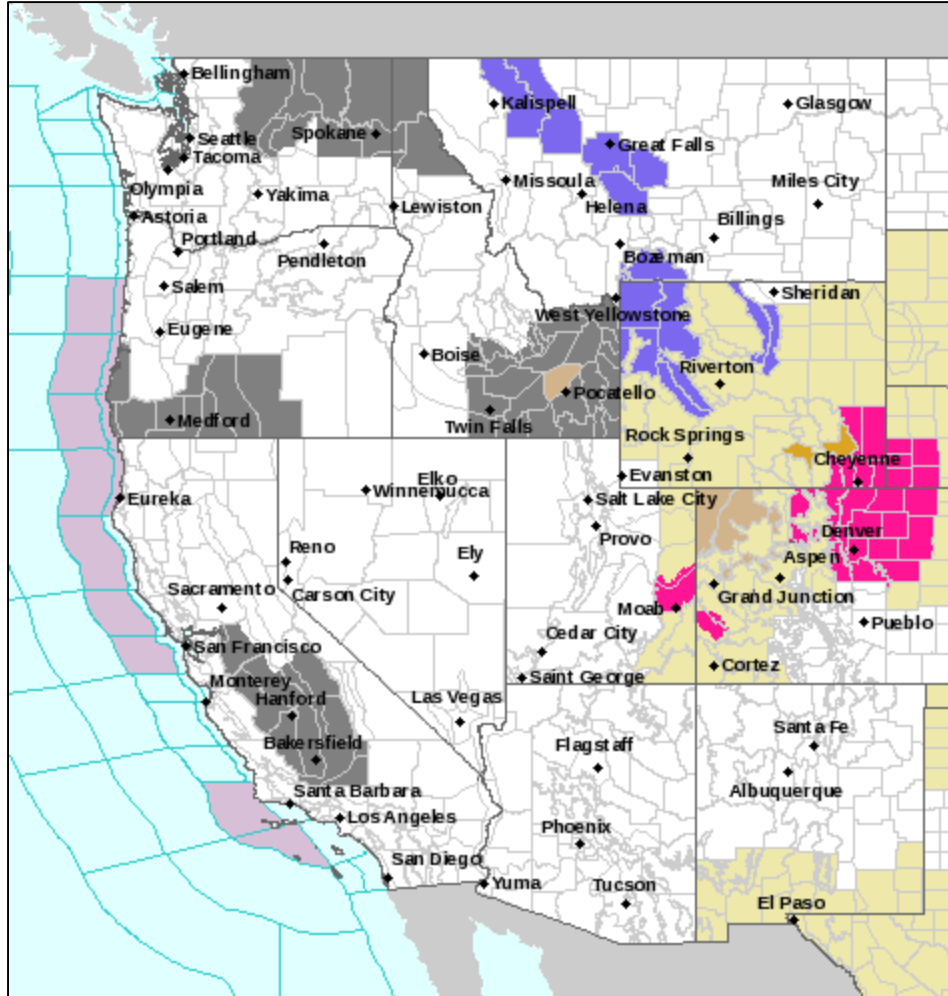 Bellingham
Kalispell
Glasgow
Seattle
Spokane
Great Falls
Tacoma
Olympia
Missoula
Miles City
Yakima
Helena
Lewiston
Astoria
Billings
Portland
Pendleton
Bozeman
Salem
Sheridan
West Yellowstone
Eugene
Boise
Riverton
Pocatello
Medford
Twin Falls
Rock Springs
Cheyenne
Evanston
Elko
Winnemucca
Eureka
Salt Lake City
Denver
Provo
Reno
Ely
Aspen
Sacramento
Carson City
Grand Junction
Moab
Pueblo
Cedar City
San Francisco
Cortez
Monterey
Saint George
Hanford
Las Vegas
Santa Fe
Bakersfield
Flagstaff
Santa Barbara
Albuquerque
Los Angeles
Phoenix
San Diego
Yuma
Tucson
El Paso